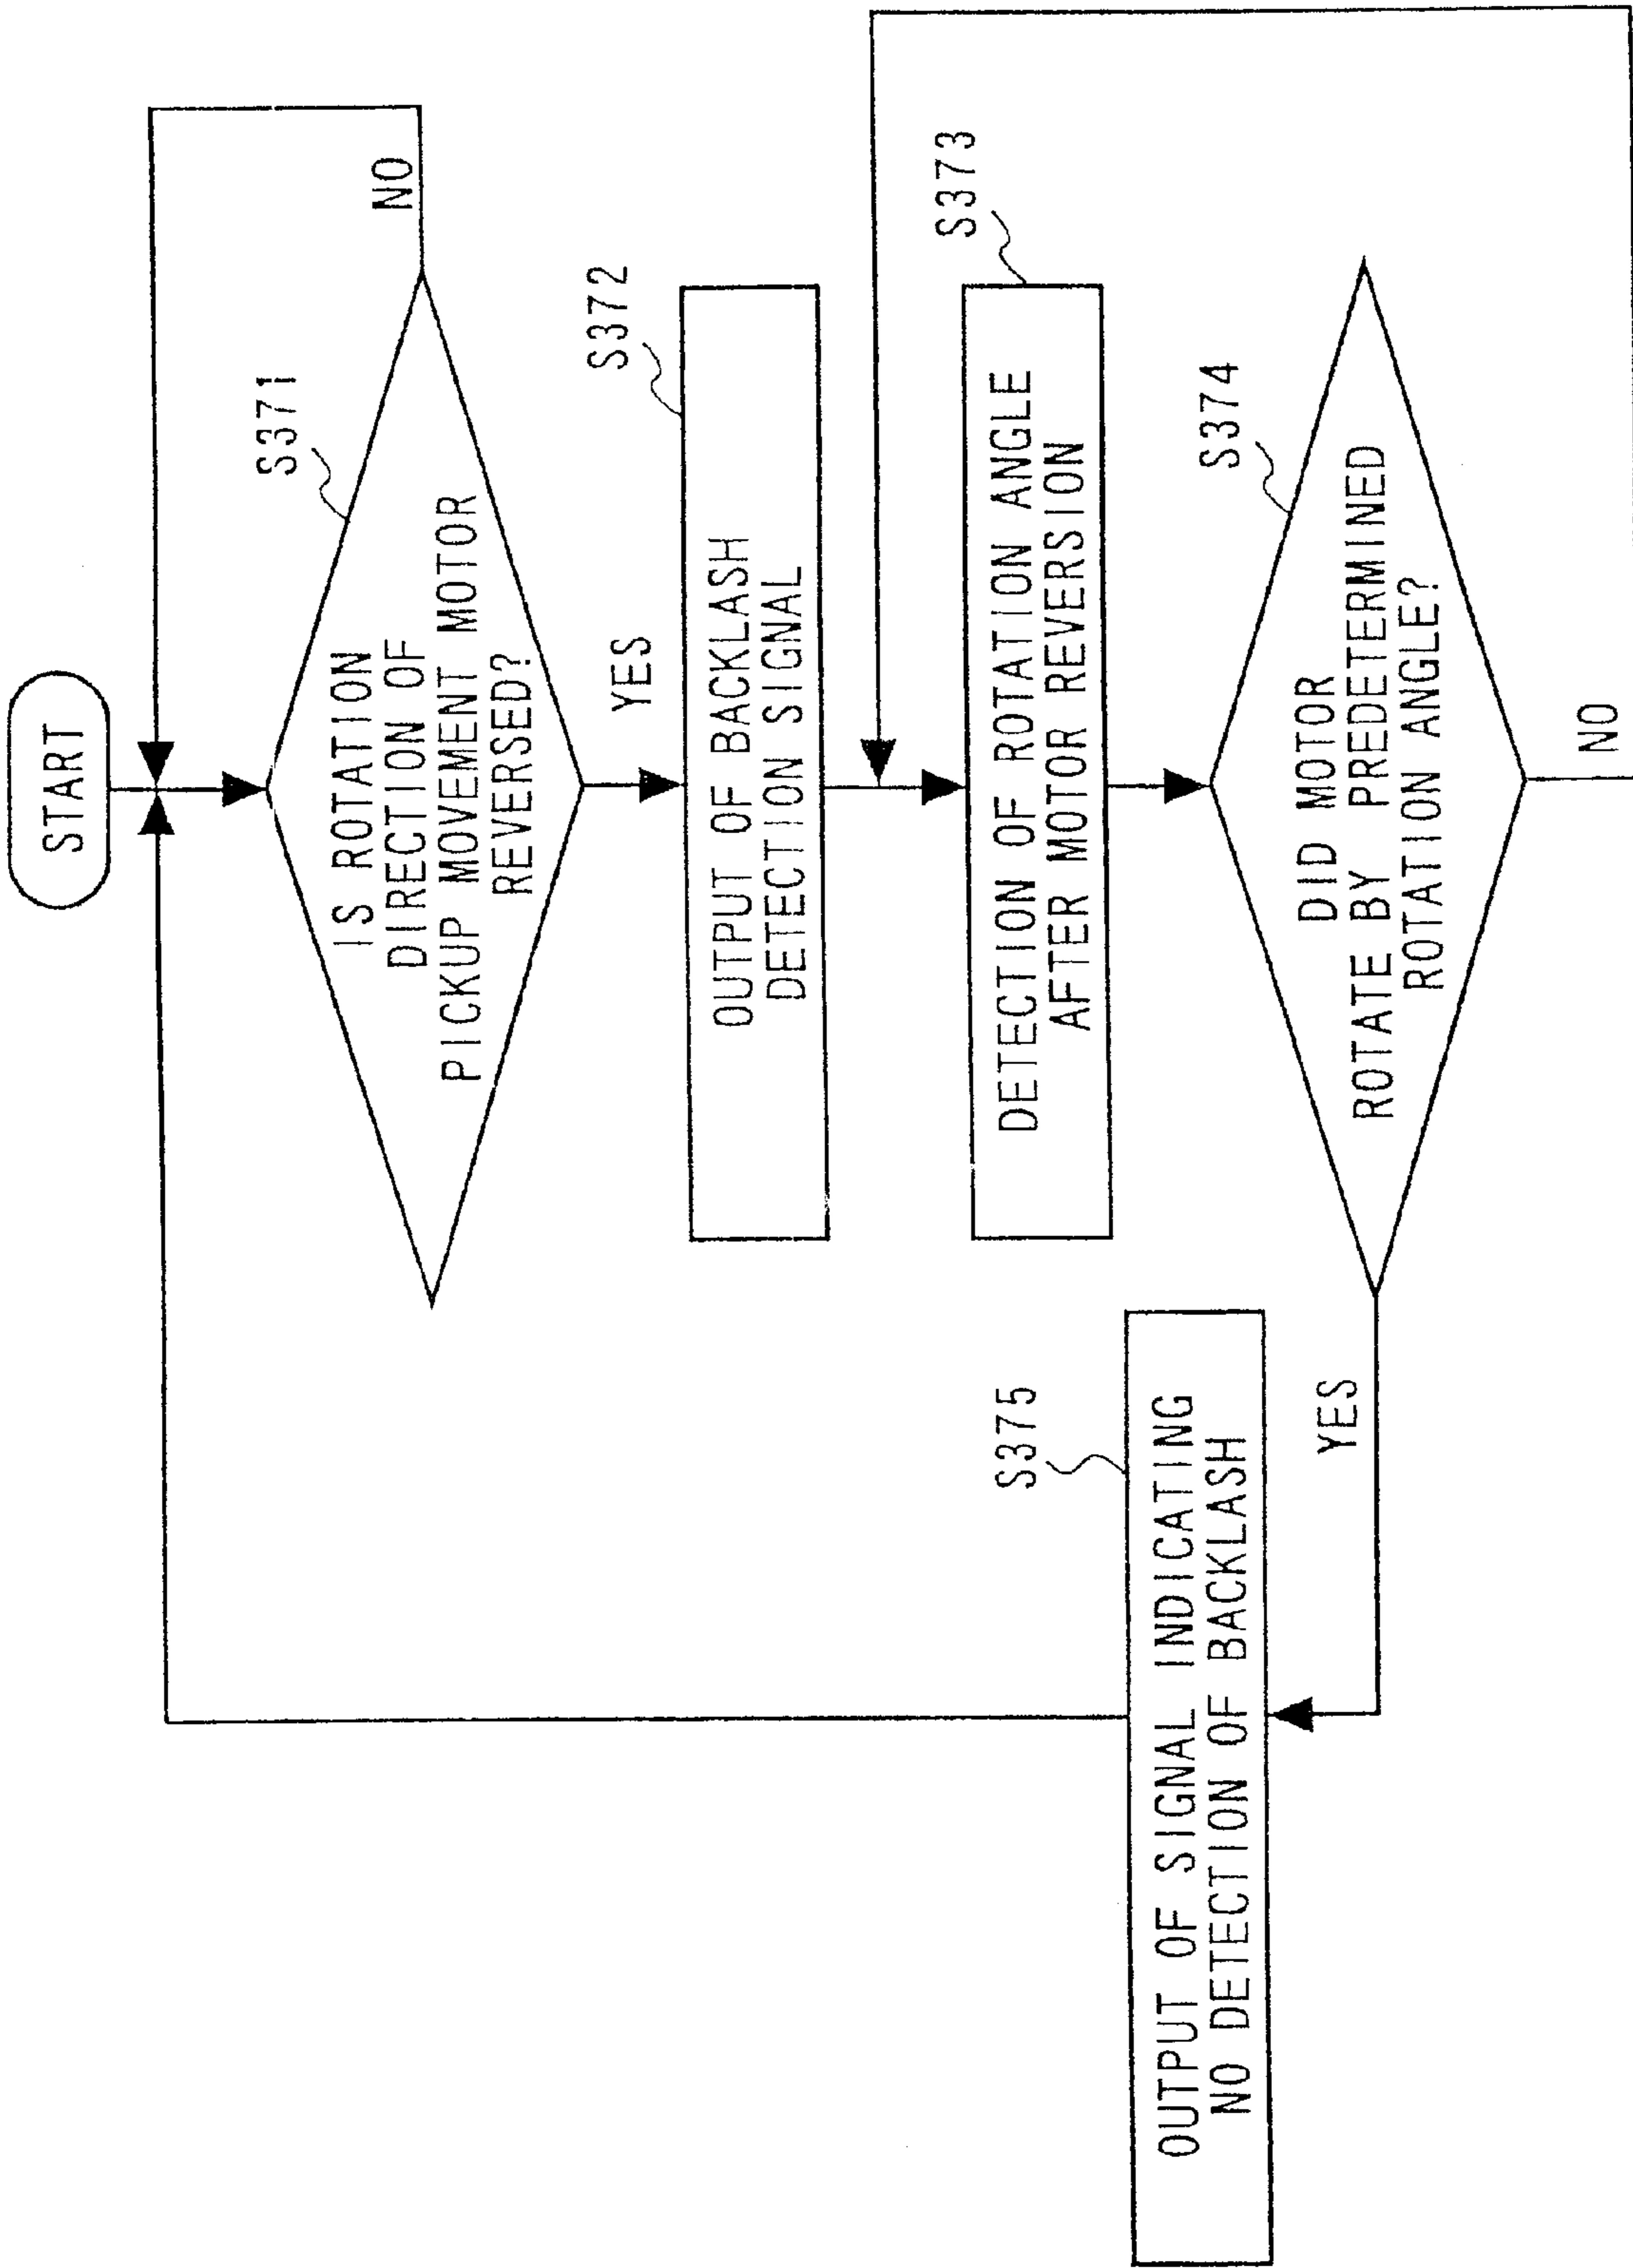 START
S371
IS ROTATION
DIRECTION OF
PICKUP MOVEMENT MOTOR
REVERSED?
NO
YES
S372
OUTPUT OF BACKLASH
DETECTION SIGNAL
S373
DETECTION OF ROTATION ANGLE
AFTER MOTOR REVERSION
S374
DID MOTOR
ROTATE BY PREDETERMINED
ROTATION ANGLE?
NO
YES
S375
OUTPUT OF SIGNAL INDICATING
NO DETECTION OF BACKLASH